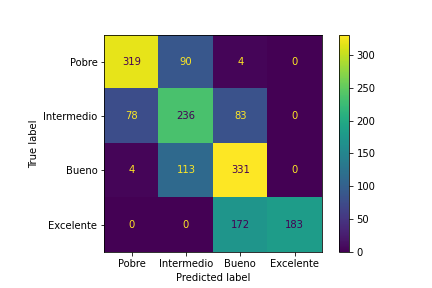 Pobre 319 90 4 0 300
Intermedio 78 236 83 0 250
200
150
Bueno 4 113 331 0 100
50
Excelente 0 0 172 183 0
Pobre Intermedio Bueno Excelente
Predicted label
True label